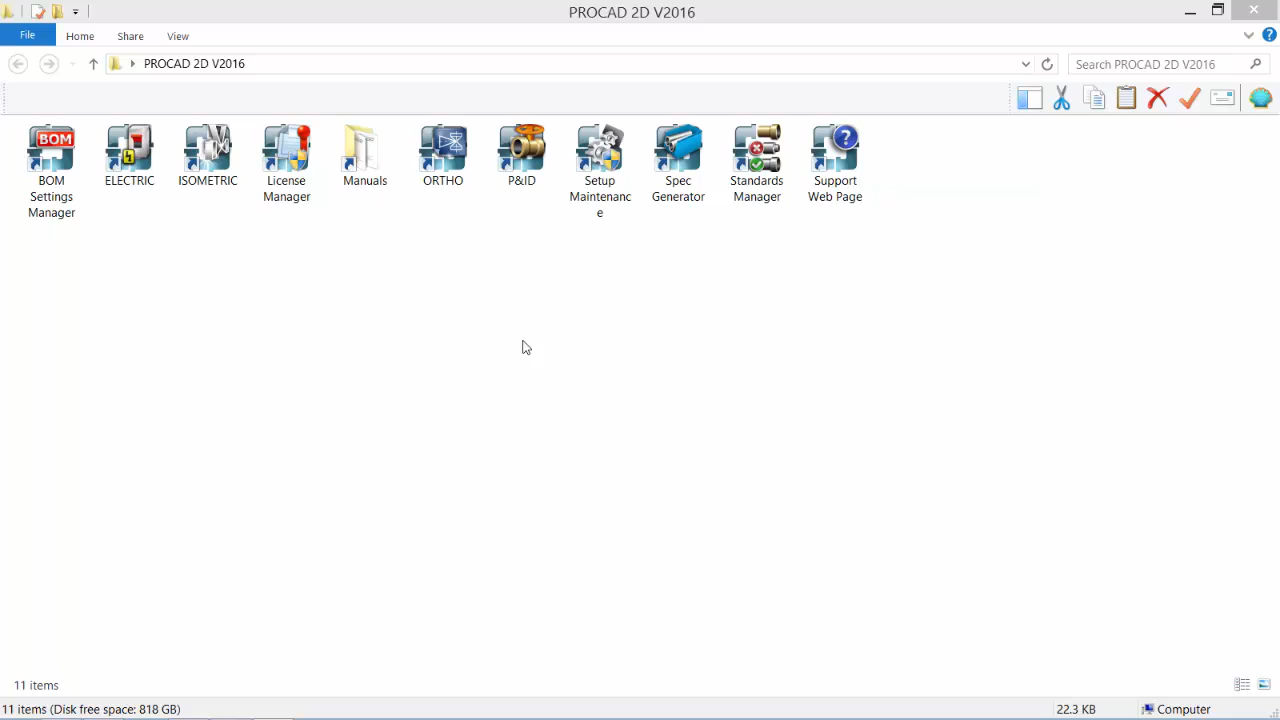 PROCAD 2D V2016
File Home Share View
PROCAD 2D V2016
Search PROCAD 2D V2016
BOM
BOM Settings Manager
ELECTRIC
ISOMETRIC
License Manager
Manuals
ORTHO
P&ID
Setup Maintenance
Spec Generator
Standards Manager
Support Web Page
11 items
11 items (Disk free space: 818 GB)
22.3 KB
Computer